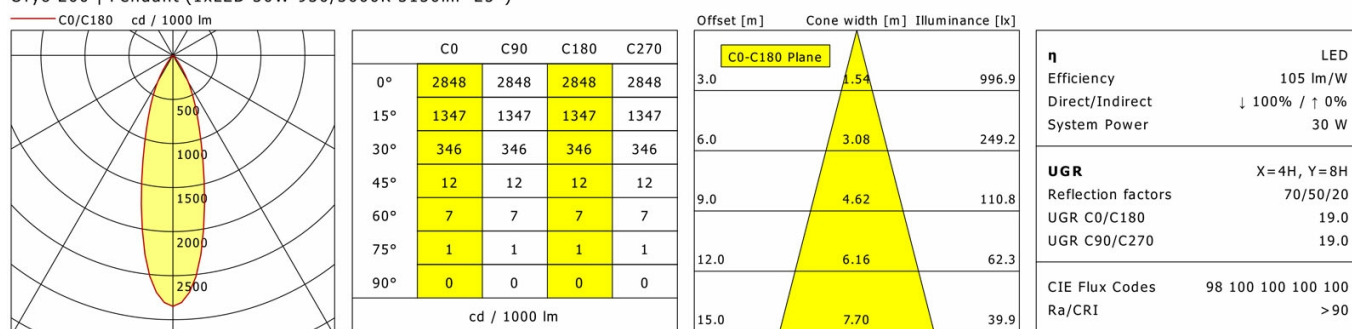 C0/C180 cd / 1000 lm
500
1000
1500
2000
2500
C0 C90 C180 C270
0° 2848 2848 2848 2848
15° 1347 1347 1347 1347
30° 346 346 346 346
45° 12 12 12 12
60° 7 7 7 7
75° 1 1 1 1
90° 0 0 0 0
cd / 1000 lm
Offset [m] Cone width [m] Illuminance [lx]
C0-C180 Plane
3.0 1.54 996.9
6.0 3.08 249.2
9.0 4.62 110.8
12.0 6.16 62.3
15.0 7.70 39.9
η LED
Efficiency 105 lm/W
Direct/Indirect ↓ 100% / ↑ 0%
System Power 30 W
UGR X=4H, Y=8H
Reflection factors 70/50/20
UGR C0/C180 19.0
UGR C90/C270 19.0
CIE Flux Codes 98 100 100 100 100
Ra/CRI >90